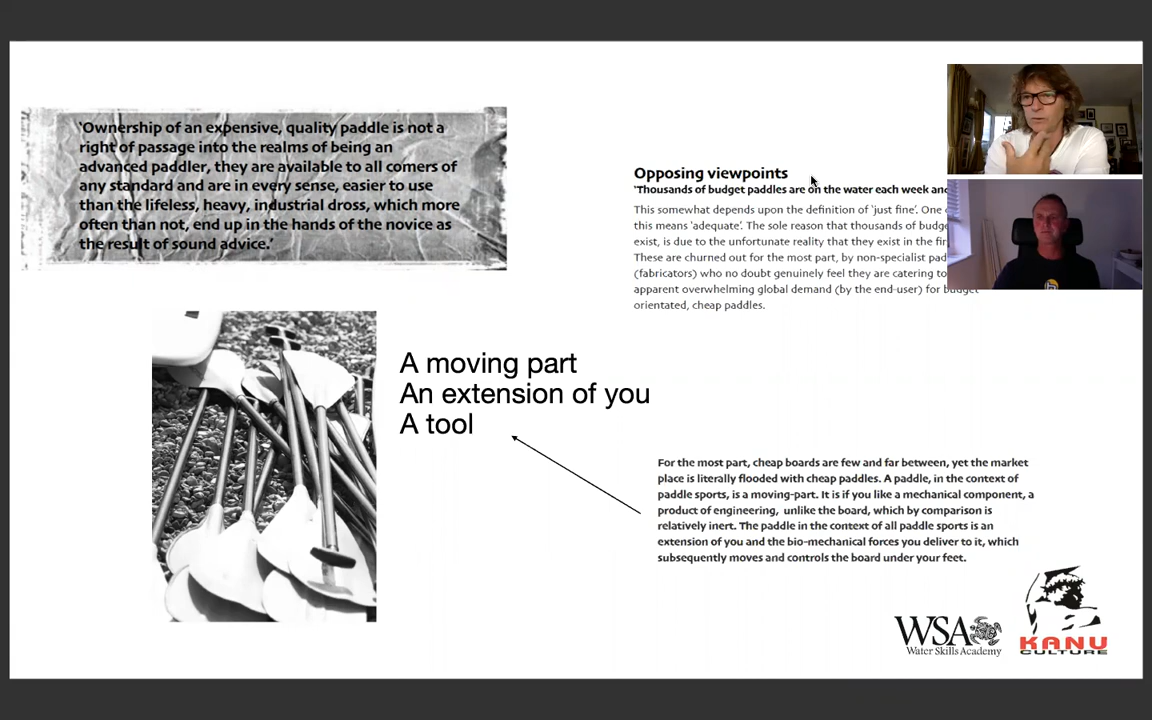 ‘Ownership of an expensive, quality paddle is not a
right of passage into the realms of being an
advanced paddler, they are available to all comers of
any standard and are in every sense, easier to use
than the lifeless, heavy, industrial dross, which more
often than not, end up in the hands of the novice as
the result of sound advice.’
Opposing viewpoints
‘Thousands of budget paddles are on the water each week and
This somewhat depends upon the definition of ‘just fine’. One
this means ‘adequate’. The sole reason that thousands of
exist, is due to the unfortunate reality that they exist in the
These are churned out for the most part, by non-specialist
(fabricators) who no doubt genuinely feel they are catering to
apparent overwhelming global demand (by the end-user) for budget
orientated, cheap paddles.
A moving part
An extension of you
A tool
For the most part, cheap boards are few and far between, yet the market
place is literally flooded with cheap paddles. A paddle, in the context of
paddle sports, is a moving-part. It is if you like a mechanical component, a
product of engineering, unlike the board, which by comparison is
relatively inert. The paddle in the context of all paddle sports is an
extension of you and the bio-mechanical forces you deliver to it, which
subsequently moves and controls the board under your feet.
WSA
Water Skills Academy
KANU
CULTURE